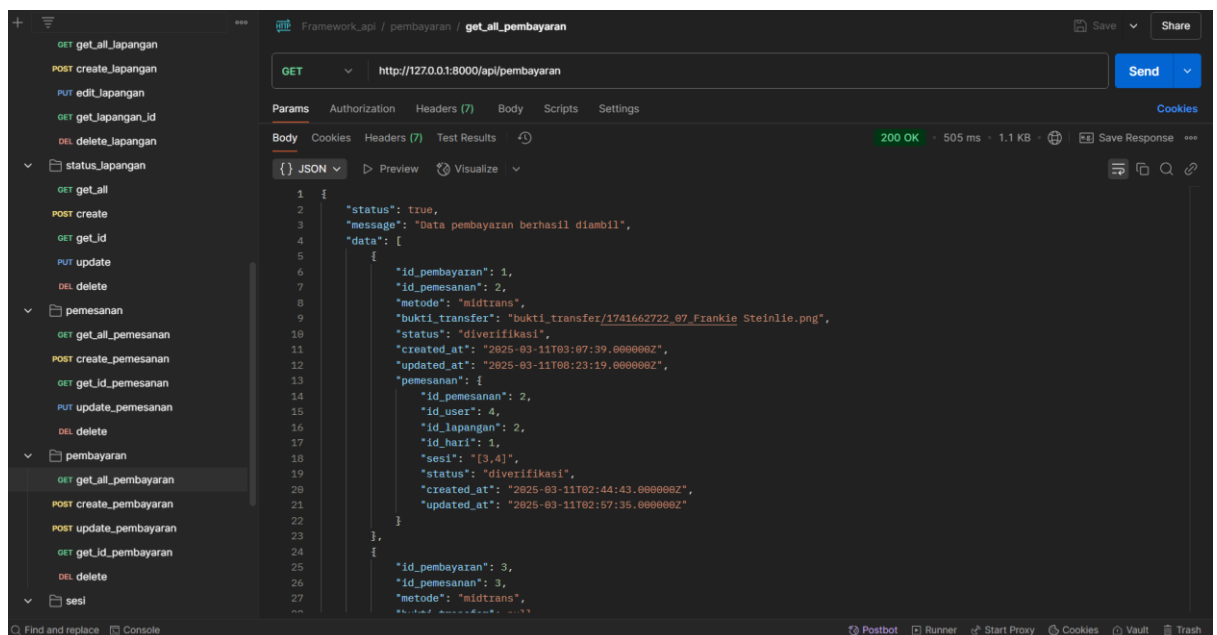 Framework_api / pembayaran / get_all_pembayaran
Save
Share
GET get_all_lapangan
POST create_lapangan
PUT edit_lapangan
GET get_lapangan_id
DEL delete_lapangan
status_lapangan
GET get_all
POST create
GET get_id
PUT update
DEL delete
pemesanan
GET get_all_pemesanan
POST create_pemesanan
GET get_id_pemesanan
PUT update_pemesanan
DEL delete
pembayaran
GET get_all_pembayaran
POST create_pembayaran
POST update_pembayaran
GET get_id_pembayaran
DEL delete
sesi
GET http://127.0.0.1:8000/api/pembayaran Send
Params Authorization Headers (7) Body Scripts Settings Cookies
Body Cookies Headers (7) Test Results 200 OK 505 ms 1.1 KB Save Response
{} JSON Preview Visualize
1 {
2 "status": true,
3 "message": "Data pembayaran berhasil diambil",
4 "data": [
5 {
6 "id_pembayaran": 1,
7 "id_pemesanan": 2,
8 "metode": "midtrans",
9 "bukti_transfer": "bukti_transfer/1741662722_07_Frankie Steinlie.png",
10 "status": "diverifikasi",
11 "created_at": "2025-03-11T03:07:39.000000Z",
12 "updated_at": "2025-03-11T08:23:19.000000Z",
13 "pemesanan": {
14 "id_pemesanan": 2,
15 "id_user": 4,
16 "id_lapangan": 2,
17 "id_hari": 1,
18 "sesi": "[3,4]",
19 "status": "diverifikasi",
20 "created_at": "2025-03-11T02:44:43.000000Z",
21 "updated_at": "2025-03-11T02:57:35.000000Z"
22 }
23 },
24 {
25 "id_pembayaran": 3,
26 "id_pemesanan": 3,
27 "metode": "midtrans",
Find and replace Console Postbot Runner Start Proxy Cookies Vault Trash